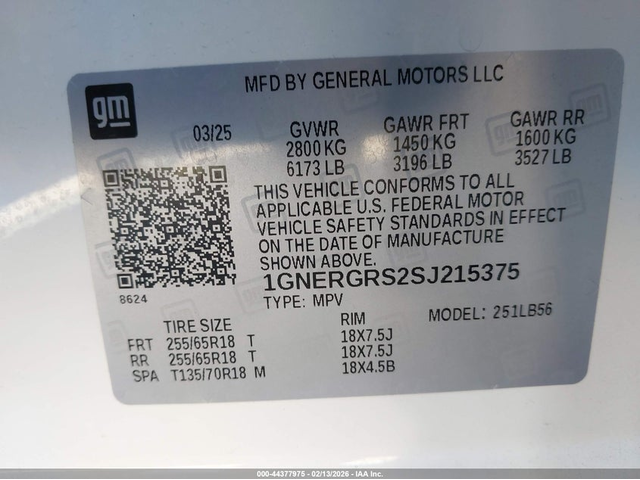 MFD BY GENERAL MOTORS LLC
gm
03/25 GVWR GAWR FRT GAWR RR
2800 KG 1450 KG 1600 KG
6173 LB 3196 LB 3527 LB
THIS VEHICLE CONFORMS TO ALL
APPLICABLE U.S. FEDERAL MOTOR
VEHICLE SAFETY STANDARDS IN EFFECT
ON THE DATE OF MANUFACTURE
SHOWN ABOVE.
8624
1GNERGRS2SJ215375
TYPE: MPV MODEL: 251LB56
TIRE SIZE RIM
FRT 255/65R18 T 18X7.5J
RR 255/65R18 T 18X7.5J
SPA T135/70R18 M 18X4.5B
000-44377975 - 02/13/2026 - IAA Inc.